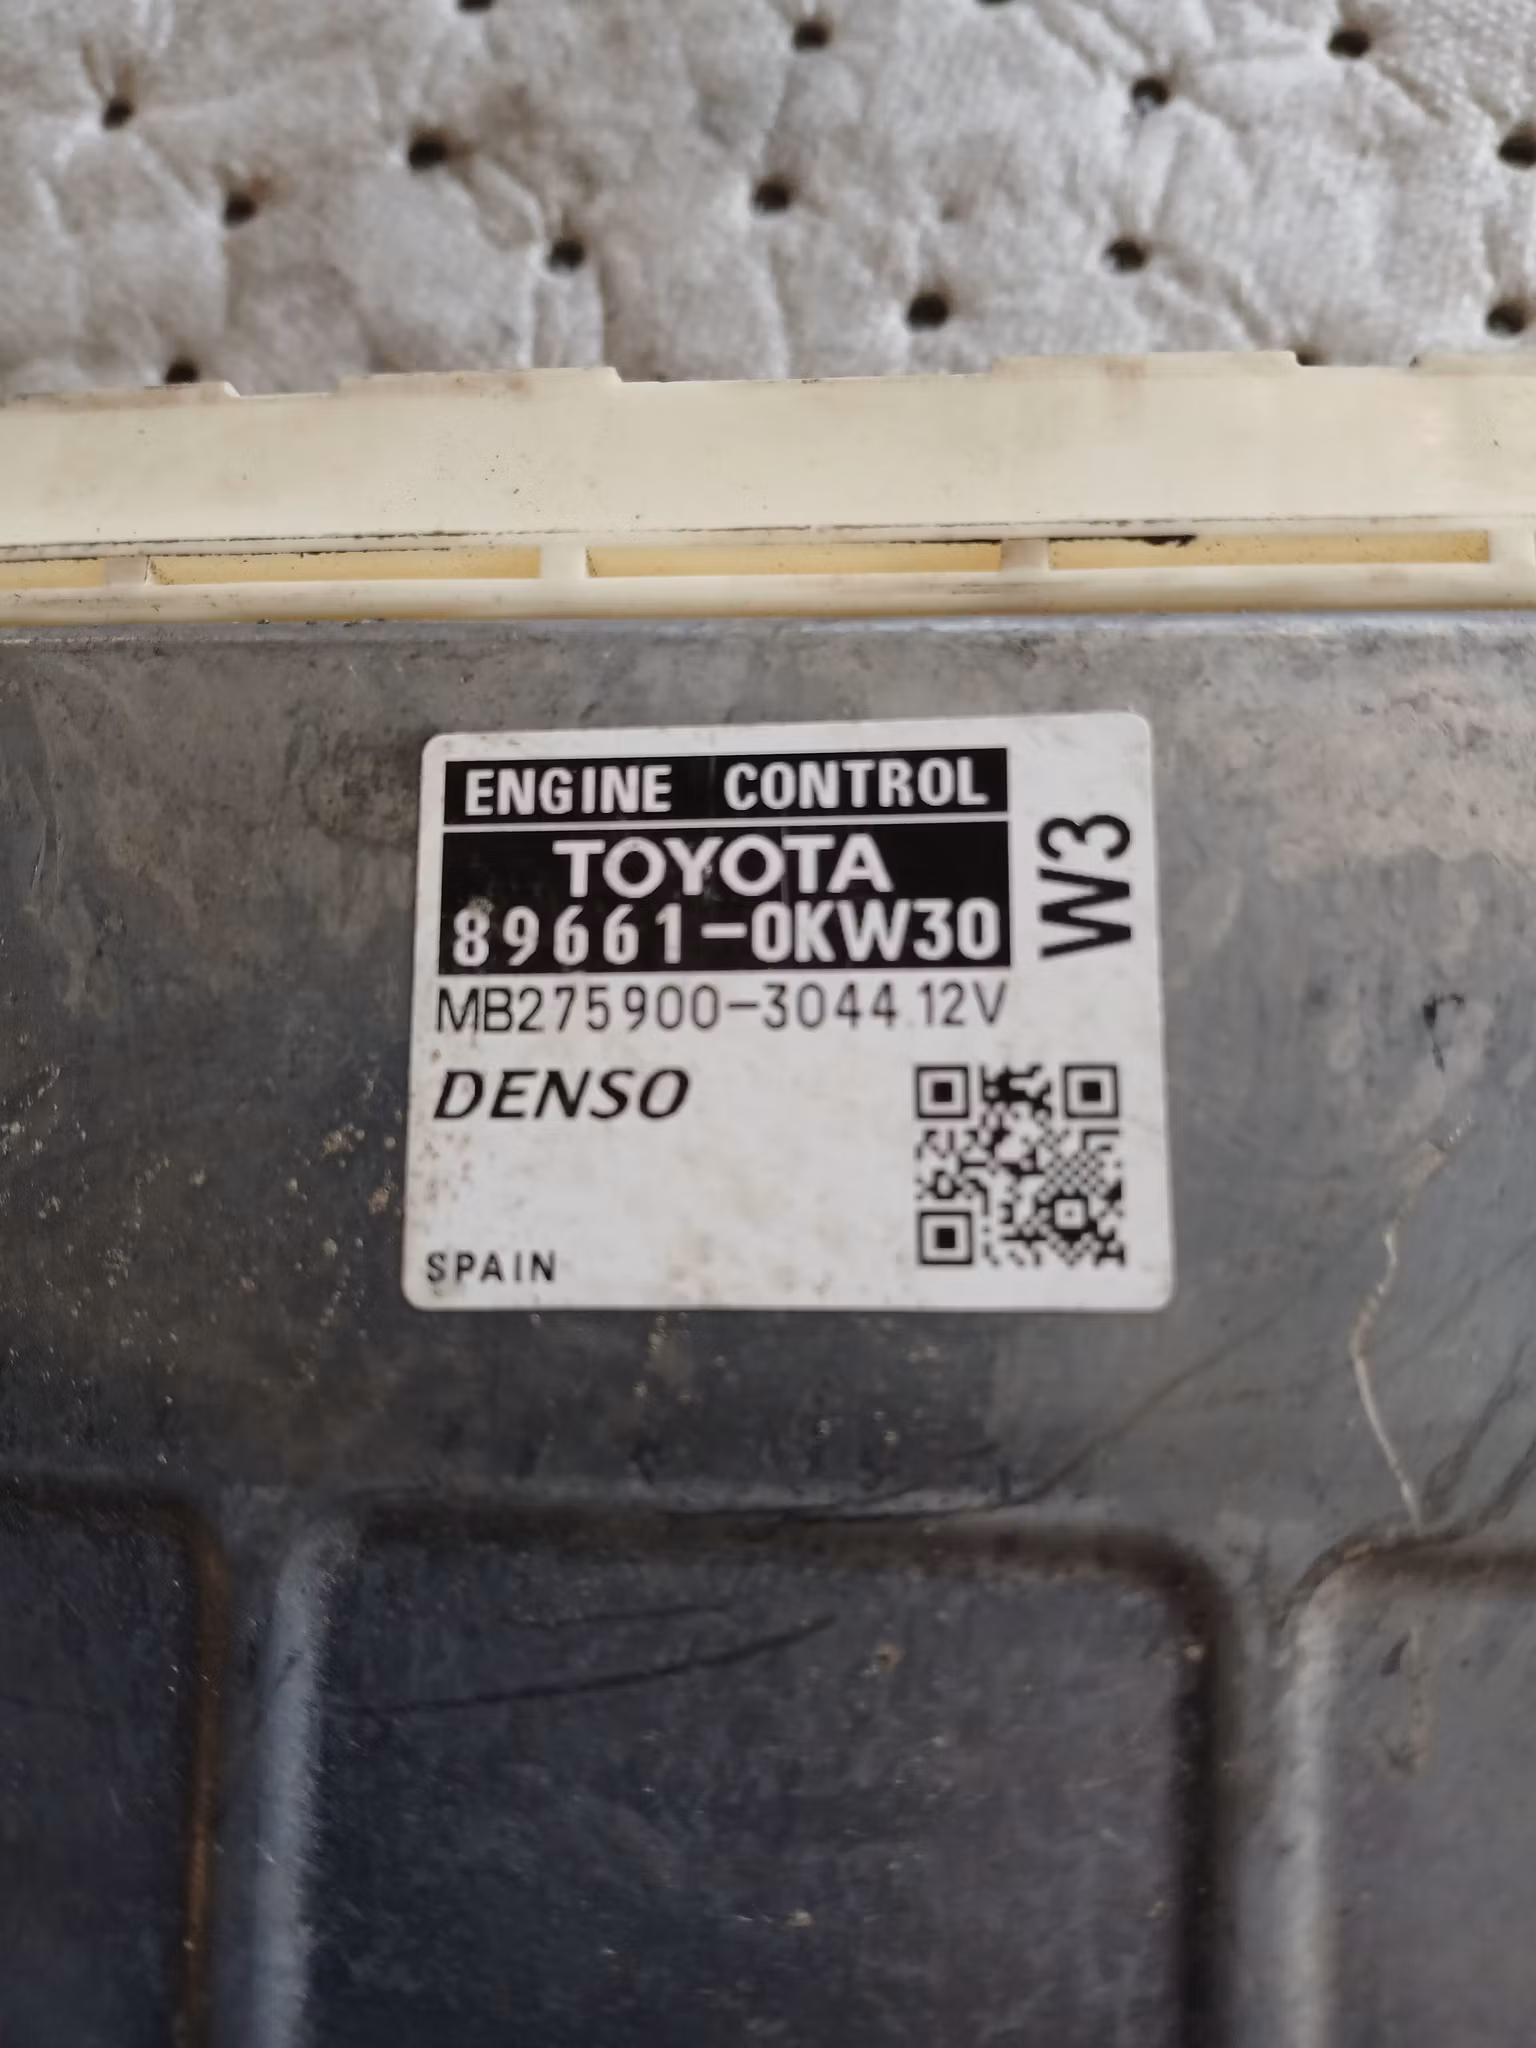 ENGINE CONTROL
TOYOTA
89661-0KW30
W3
MB275900-3044 12V
DENSO
SPAIN